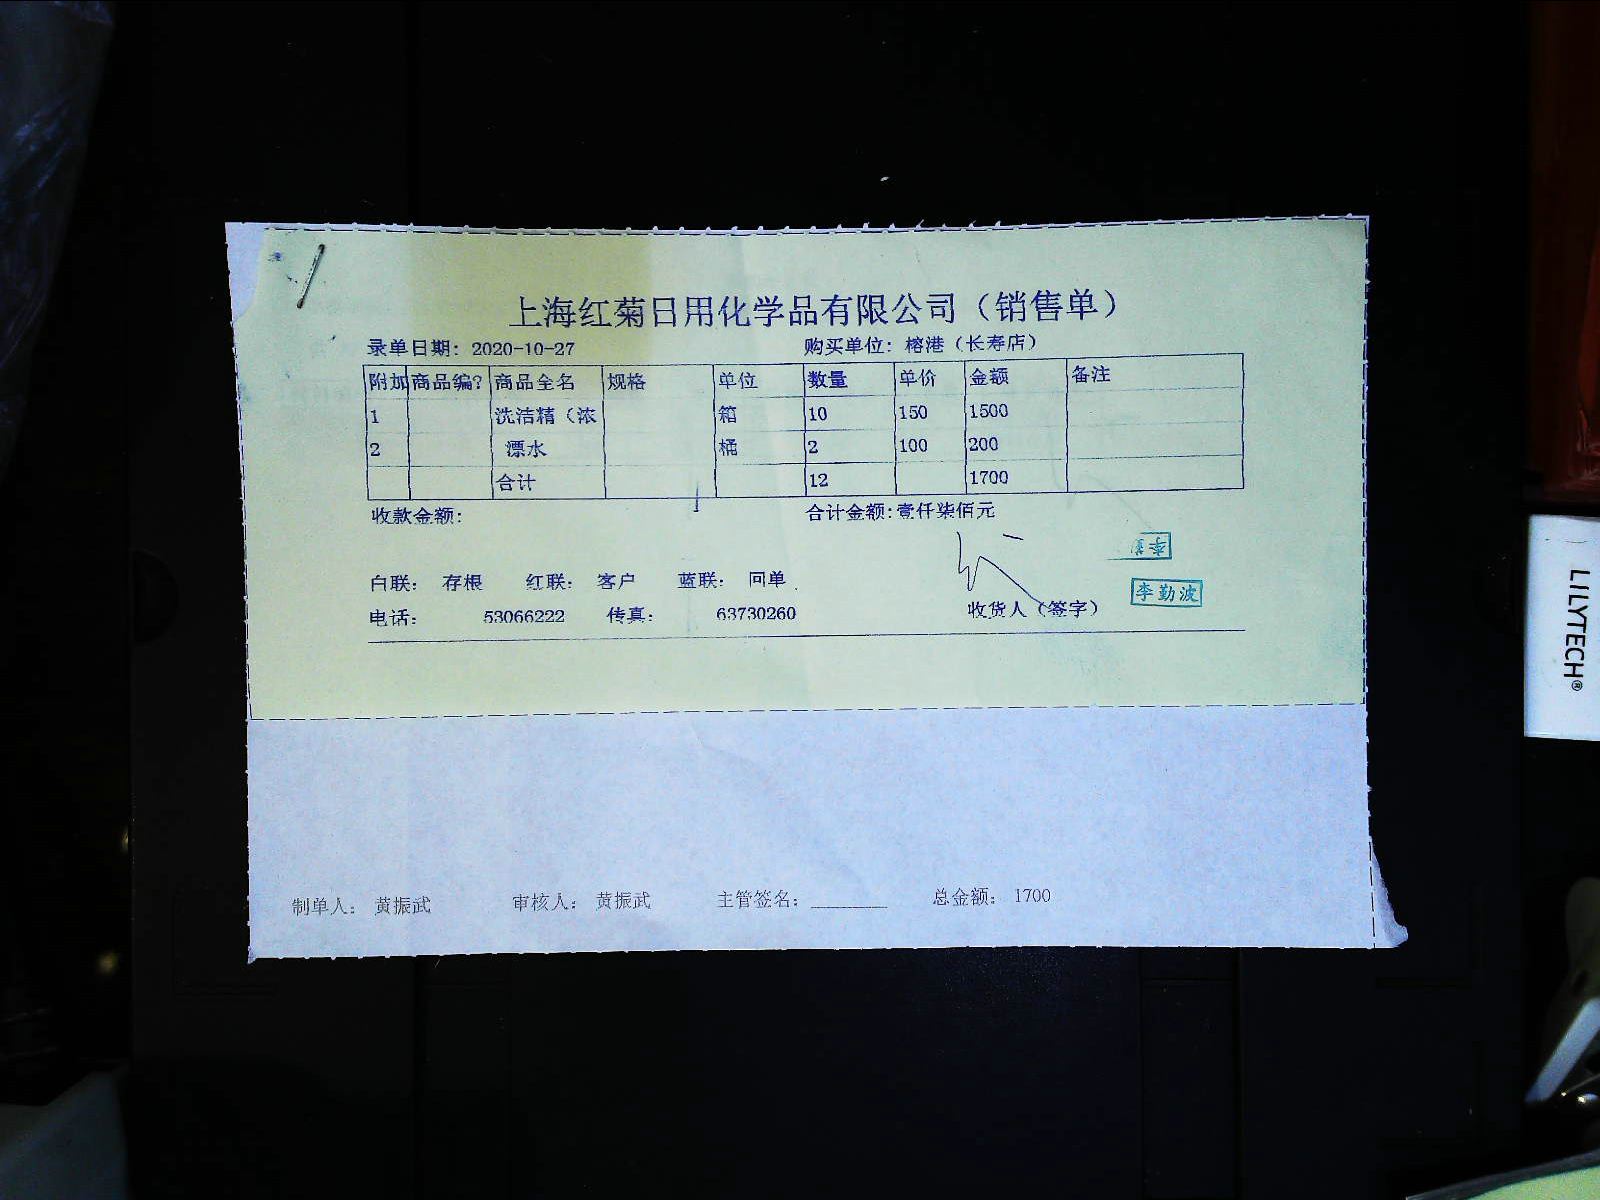 上海红菊日用化学品有限公司（销售单）
录单日期: 2020-10-27 购买单位: 榕港（长寿店）
附加 商品编? 商品全名 规格 单位 数量 单价 金额 备注
1 洗洁精（浓 箱 10 150 1500
2 漂水 桶 2 100 200
合计 12 1700
收款金额: 合计金额: 壹仟柒佰元
白联: 存根 红联: 客户 蓝联: 回单
电话: 53066222 传真: 63730260 收货人（签字）
李勤波
制单人: 黄振武 审核人: 黄振武 主管签名: ________ 总金额: 1700
LILYTECH®